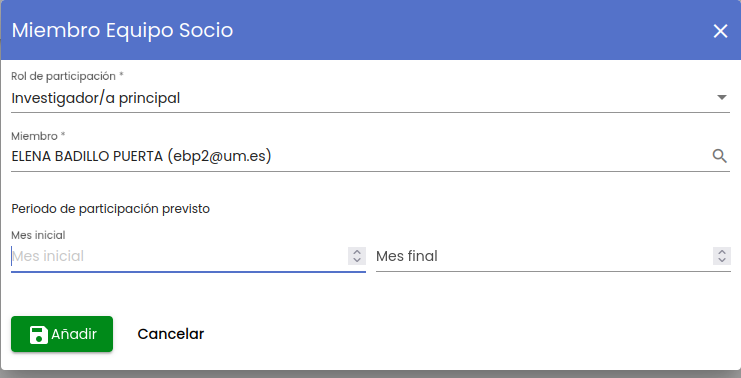 Miembro Equipo Socio
Rol de participación *
Investigador/a principal
Miembro *
ELENA BADILLO PUERTA (ebp2@um.es)
Periodo de participación previsto
Mes inicial
Mes inicial Mes final
Añadir Cancelar